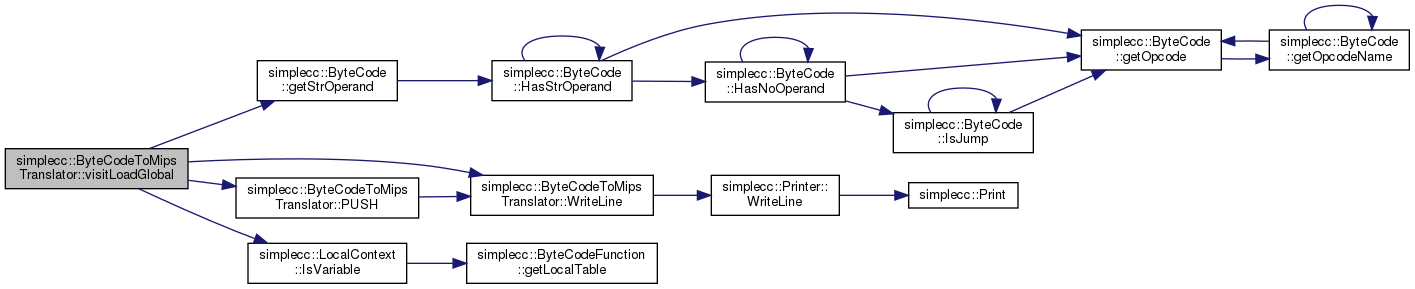 simplecc::ByteCodeToMips
Translator::visitLoadGlobal
simplecc::ByteCode
::getStrOperand
simplecc::ByteCode
::HasStrOperand
simplecc::ByteCode
::HasNoOperand
simplecc::ByteCode
::IsJump
simplecc::ByteCode
::getOpcode
simplecc::ByteCode
::getOpcodeName
simplecc::ByteCodeToMips
Translator::PUSH
simplecc::ByteCodeToMips
Translator::WriteLine
simplecc::Printer::
WriteLine
simplecc::Print
simplecc::LocalContext
::IsVariable
simplecc::ByteCodeFunction
::getLocalTable